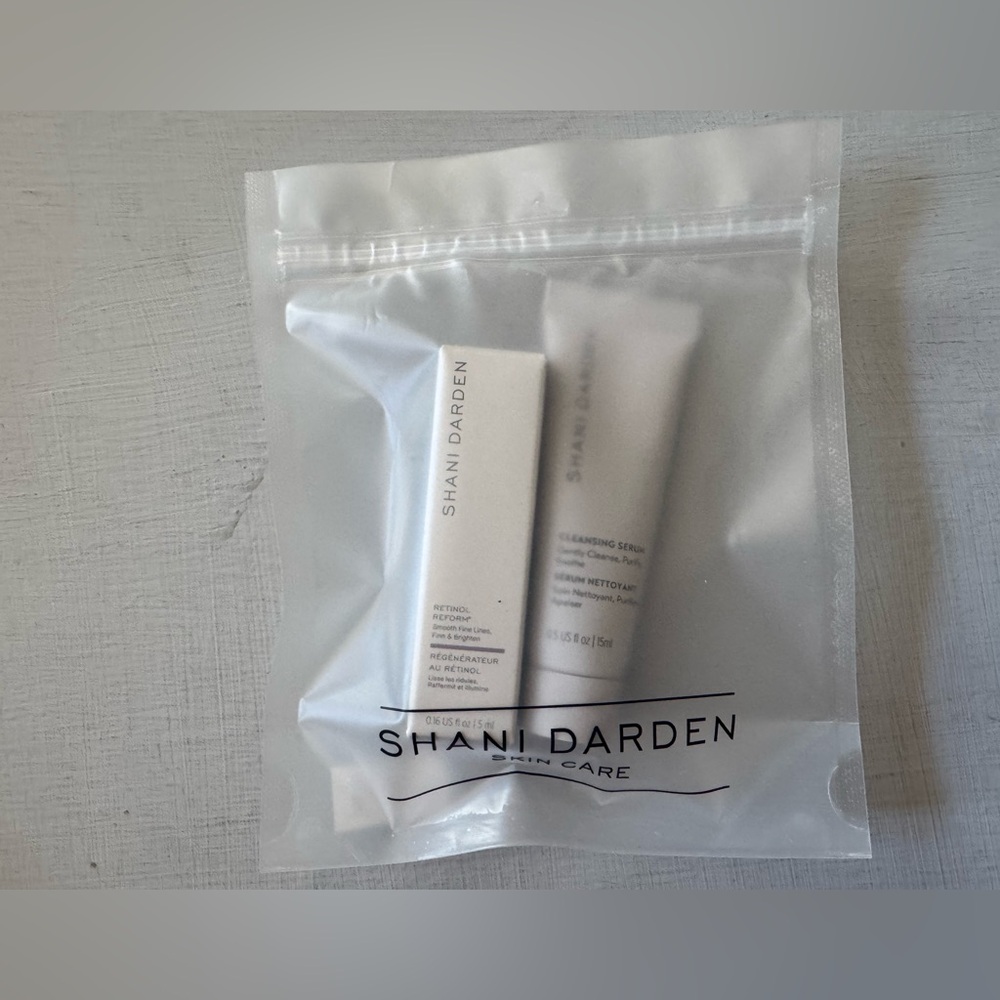 SHANI DARDEN
RETINOL
REFORM®
Smooth Fine Lines,
Firm & Brighten
RÉGÉNÉRATEUR
AU RÉTINOL
Lisse les ridules,
Raffermit et Illumine
0.16 US fl oz | 5 ml
SHANI DARDEN
CLEANSING SERUM
Gently Cleanse, Purify,
Soothe
SÉRUM NETTOYANT
Soin Nettoyant, Purifier,
Apaiser
0.5 US fl oz | 15ml
SHANI DARDEN
SKIN CARE